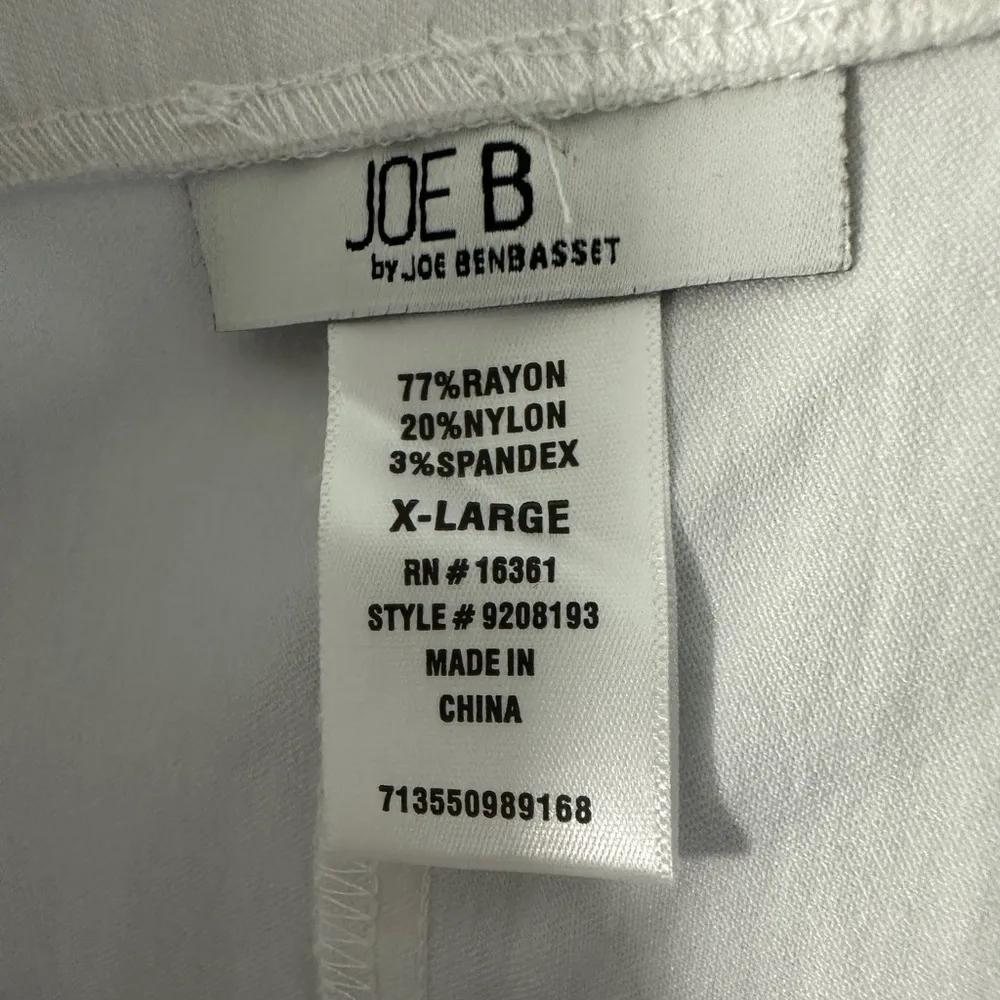 JOE B
by JOE BENBASSET
77%RAYON
20%NYLON
3%SPANDEX
X-LARGE
RN # 16361
STYLE # 9208193
MADE IN
CHINA
713550989168